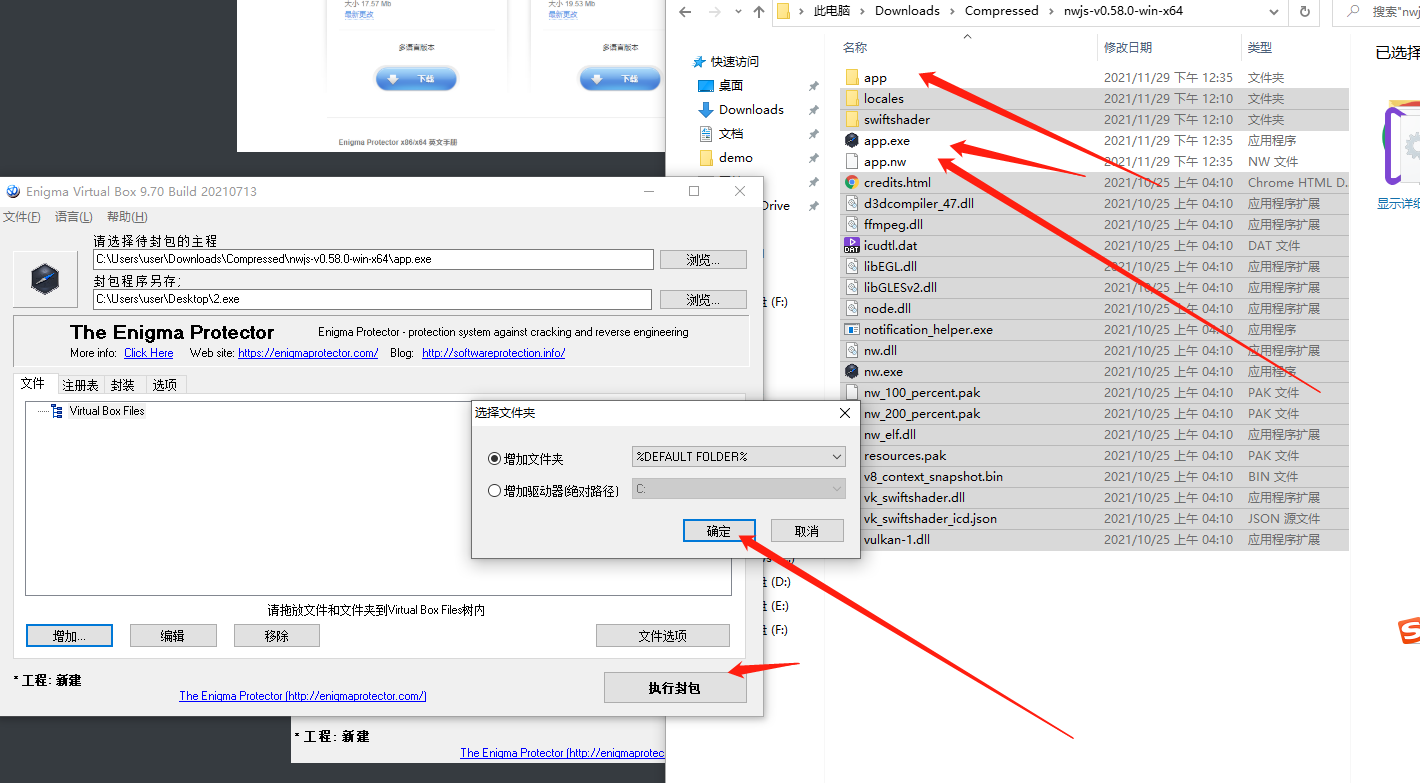 大小 17.57 Mb
最新更改
大小 19.53 Mb
最新更改
多语言版本
多语言版本
下载
下载
Enigma Protector x86/x64 英文手册
Enigma Virtual Box 9.70 Build 20210713
文件(F) 语言(L) 帮助(H)
请选择待封包的主程
C:\Users\user\Downloads\Compressed\nwjs-v0.58.0-win-x64\app.exe
浏览...
封包程序另存:
C:\Users\user\Desktop\2.exe
浏览...
The Enigma Protector
Enigma Protector - protection system against cracking and reverse engineering
More info: Click Here Web site: https://enigmaprotector.com/ Blog: http://softwareprotection.info/
文件 注册表 封装 选项
Virtual Box Files
请拖放文件和文件夹到Virtual Box Files树内
增加... 编辑 移除 文件选项
* 工程: 新建
The Enigma Protector (http://enigmaprotector.com/)
执行封包
* 工程: 新建
The Enigma Protector (http://enigmaprotec
选择文件夹
增加文件夹 %DEFAULT FOLDER%
增加驱动器(绝对路径) C:
确定 取消
此电脑 Downloads Compressed nwjs-v0.58.0-win-x64
搜索"nwj
快速访问
桌面
Downloads
文档
demo
Drive
(F:)
(D:)
(E:)
(F:)
名称 修改日期 类型
app 2021/11/29 下午 12:35 文件夹
locales 2021/11/29 下午 12:10 文件夹
swiftshader 2021/11/29 下午 12:10 文件夹
app.exe 2021/11/29 下午 12:35 应用程序
app.nw 2021/11/29 下午 12:35 NW 文件
credits.html 2021/10/25 上午 04:10 Chrome HTML D...
d3dcompiler_47.dll 2021/10/25 上午 04:10 应用程序扩展
ffmpeg.dll 2021/10/25 上午 04:10 应用程序扩展
icudtl.dat 2021/10/25 上午 04:10 DAT 文件
libEGL.dll 2021/10/25 上午 04:10 应用程序扩展
libGLESv2.dll 2021/10/25 上午 04:10 应用程序扩展
node.dll 2021/10/25 上午 04:10 应用程序扩展
notification_helper.exe 2021/10/25 上午 04:10 应用程序
nw.dll 2021/10/25 上午 04:10 应用程序扩展
nw.exe 2021/10/25 上午 04:10 应用程序
nw_100_percent.pak 2021/10/25 上午 04:10 PAK 文件
nw_200_percent.pak 2021/10/25 上午 04:10 PAK 文件
nw_elf.dll 2021/10/25 上午 04:10 应用程序扩展
resources.pak 2021/10/25 上午 04:10 PAK 文件
v8_context_snapshot.bin 2021/10/25 上午 04:10 BIN 文件
vk_swiftshader.dll 2021/10/25 上午 04:10 应用程序扩展
vk_swiftshader_icd.json 2021/10/25 上午 04:10 JSON 源文件
vulkan-1.dll 2021/10/25 上午 04:10 应用程序扩展
已选择
显示详细